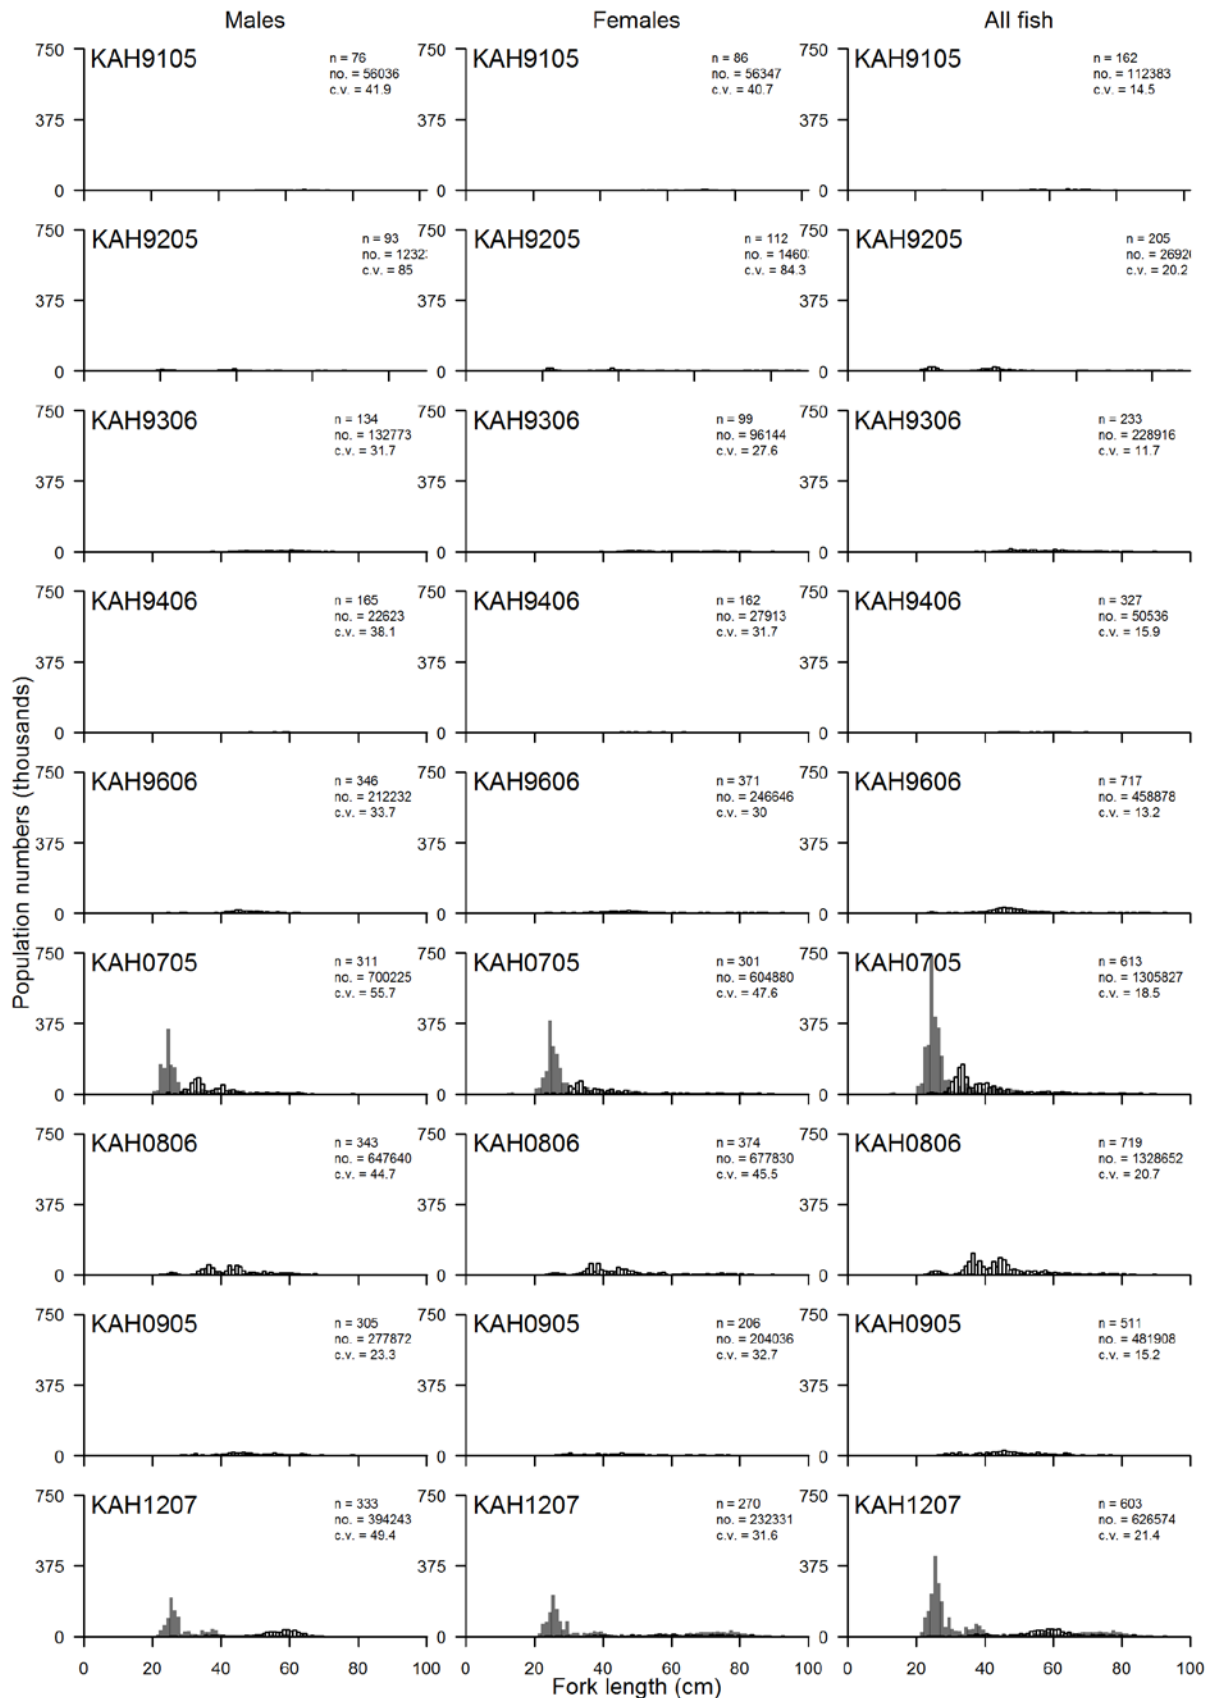 Males Females All fish
750 KAH9105 n = 76 750 KAH9105 n = 86 750 KAH9105 n = 162
no. = 56036 no. = 56347 no. = 112383
c.v. = 41.9 c.v. = 40.7 c.v. = 14.5
375 375 375
0 0 0
750 KAH9205 n = 93 750 KAH9205 n = 112 750 KAH9205 n = 205
no. = 1232 no. = 1460 no. = 2692
c.v. = 85 c.v. = 84.3 c.v. = 20.2
375 375 375
0 0 0
750 KAH9306 n = 134 750 KAH9306 n = 99 750 KAH9306 n = 233
no. = 132773 no. = 96144 no. = 228916
c.v. = 31.7 c.v. = 27.6 c.v. = 11.7
375 375 375
0 0 0
750 KAH9406 n = 165 750 KAH9406 n = 162 750 KAH9406 n = 327
no. = 22623 no. = 27913 no. = 50536
c.v. = 38.1 c.v. = 31.7 c.v. = 15.9
375 375 375
0 0 0
Population numbers (thousands)
750 KAH9606 n = 346 750 KAH9606 n = 371 750 KAH9606 n = 717
no. = 212232 no. = 246646 no. = 458878
c.v. = 33.7 c.v. = 30 c.v. = 13.2
375 375 375
0 0 0
750 KAH0705 n = 311 750 KAH0705 n = 301 750 KAH0705 n = 613
no. = 700225 no. = 604880 no. = 1305827
c.v. = 55.7 c.v. = 47.6 c.v. = 18.5
375 375 375
0 0 0
750 KAH0806 n = 343 750 KAH0806 n = 374 750 KAH0806 n = 719
no. = 647640 no. = 677830 no. = 1328652
c.v. = 44.7 c.v. = 45.5 c.v. = 20.7
375 375 375
0 0 0
750 KAH0905 n = 305 750 KAH0905 n = 206 750 KAH0905 n = 511
no. = 277872 no. = 204036 no. = 481908
c.v. = 23.3 c.v. = 32.7 c.v. = 15.2
375 375 375
0 0 0
750 KAH1207 n = 333 750 KAH1207 n = 270 750 KAH1207 n = 603
no. = 394243 no. = 232331 no. = 626574
c.v. = 49.4 c.v. = 31.6 c.v. = 21.4
375 375 375
0 0 0
0 20 40 60 80 100 0 20 40 60 80 100 0 20 40 60 80 100
Fork length (cm)